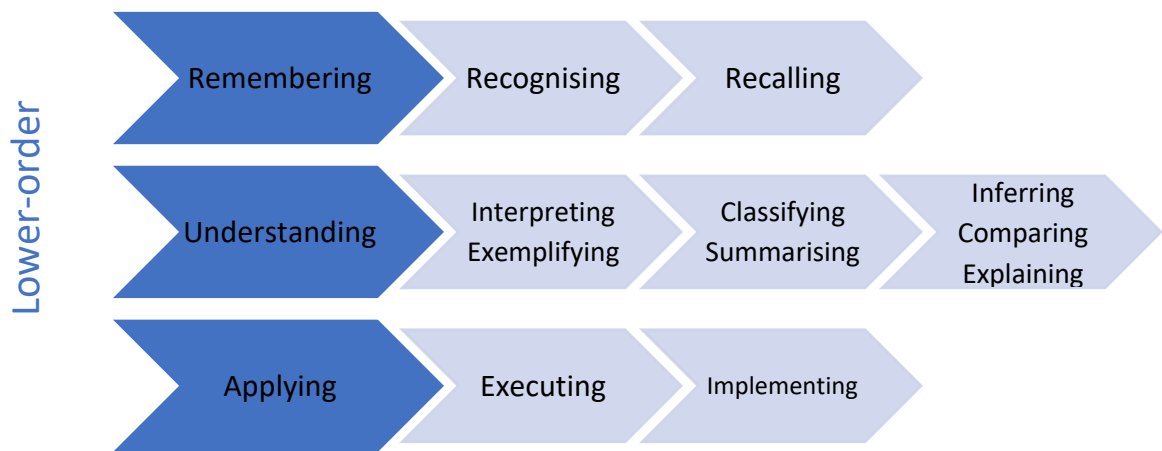 Lower-order
Remembering
Recognising
Recalling
Understanding
Interpreting
Exemplifying
Classifying
Summarising
Inferring
Comparing
Explaining
Applying
Executing
Implementing